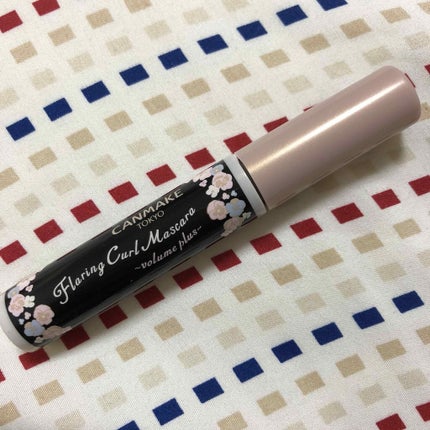 CANMAKE
TOKYO
Flaring Curl Mascara
~volume plus~